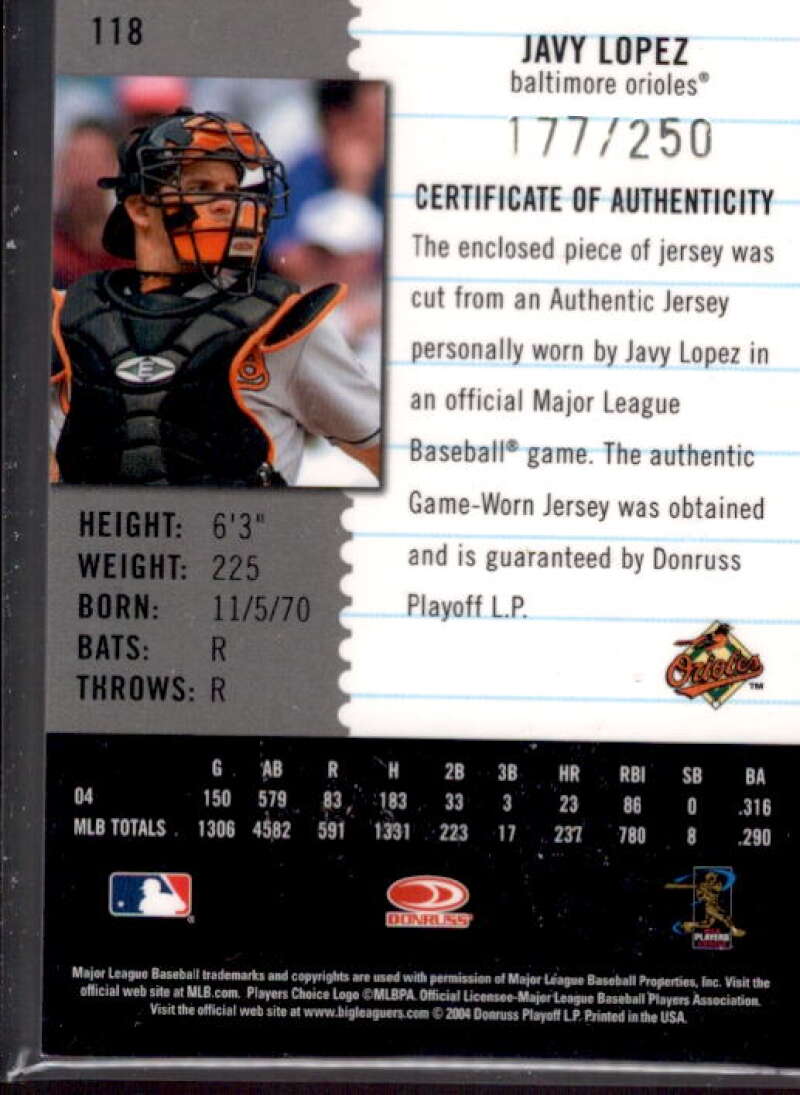 118
JAVY LOPEZ
baltimore orioles®
177/250
CERTIFICATE OF AUTHENTICITY
The enclosed piece of jersey was
cut from an Authentic Jersey
personally worn by Javy Lopez in
an official Major League
Baseball® game. The authentic
Game-Worn Jersey was obtained
and is guaranteed by Donruss
Playoff L.P.
E
HEIGHT: 6'3"
WEIGHT: 225
BORN: 11/5/70
BATS: R
THROWS: R
Orioles™
G AB R H 2B 3B HR RBI SB BA
04 150 579 83 183 33 3 23 86 0 .316
MLB TOTALS 1306 4582 591 1331 223 17 237 780 8 .290
DONRUSS
PLAYERS
Major League Baseball trademarks and copyrights are used with permission of Major League Baseball Properties, Inc. Visit the
official web site at MLB.com. Players Choice Logo ©MLBPA. Official Licensee-Major League Baseball Players Association.
Visit the official web site at www.bigleaguers.com © 2004 Donruss Playoff L.P. Printed in the USA.